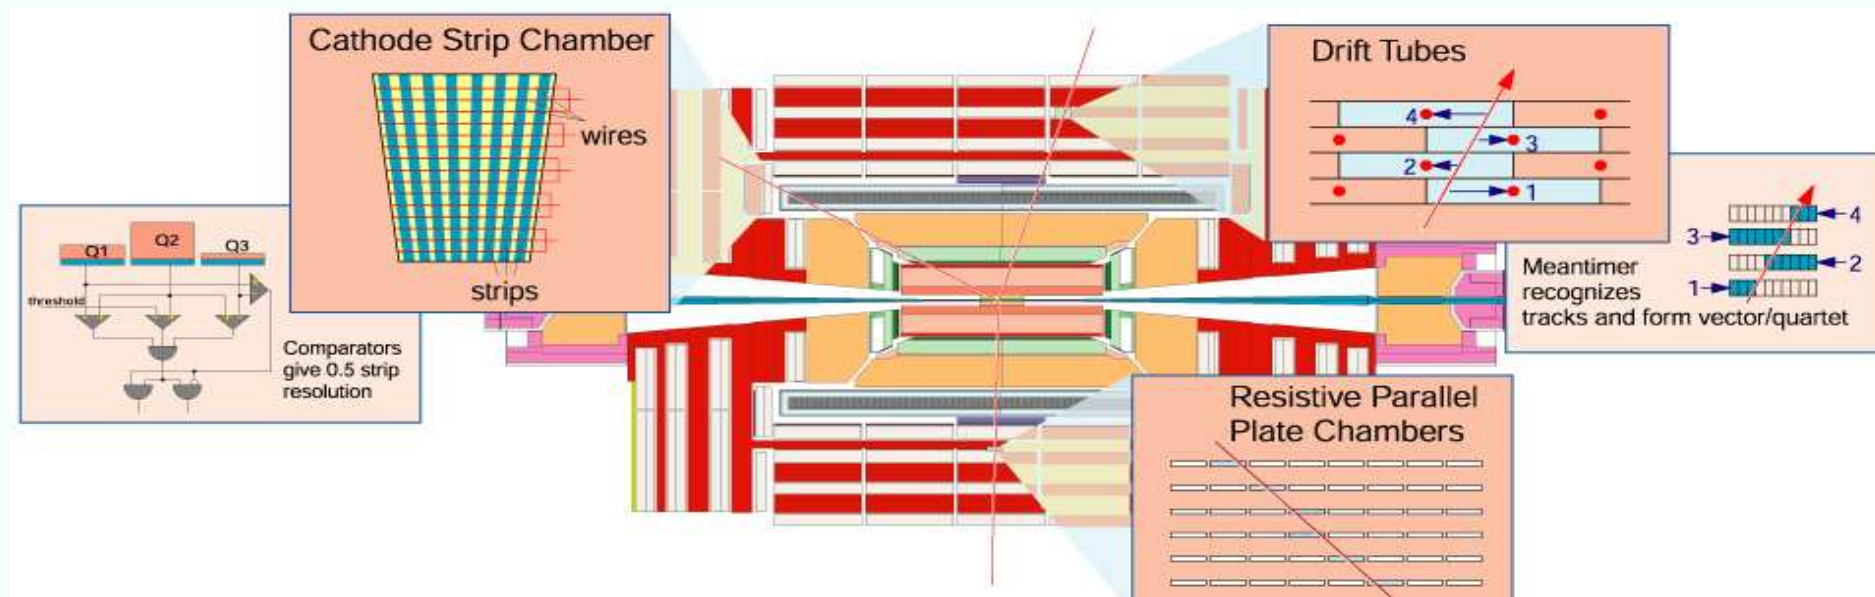 Cathode Strip Chamber
wires
strips
Q1
Q2
Q3
threshold
Comparators
give 0.5 strip
resolution
Drift Tubes
4
3
2
1
4
3
2
1
Meantimer
recognizes
tracks and form vector/quartet
Resistive Parallel
Plate Chambers